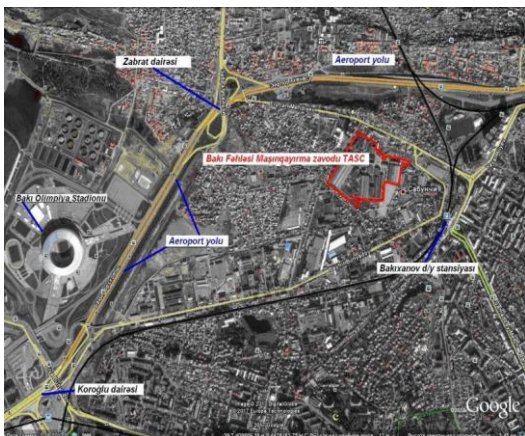 Zabrat dairəsi
Aeroport yolu
Bakı Fəhləsi Maşınqayırma zavodu TASC
Сабунчи
Bakı Olimpiya Stadionu
Aeroport yolu
Bakıxanov d/y stansiyası
Koroğlu dairəsi
Google